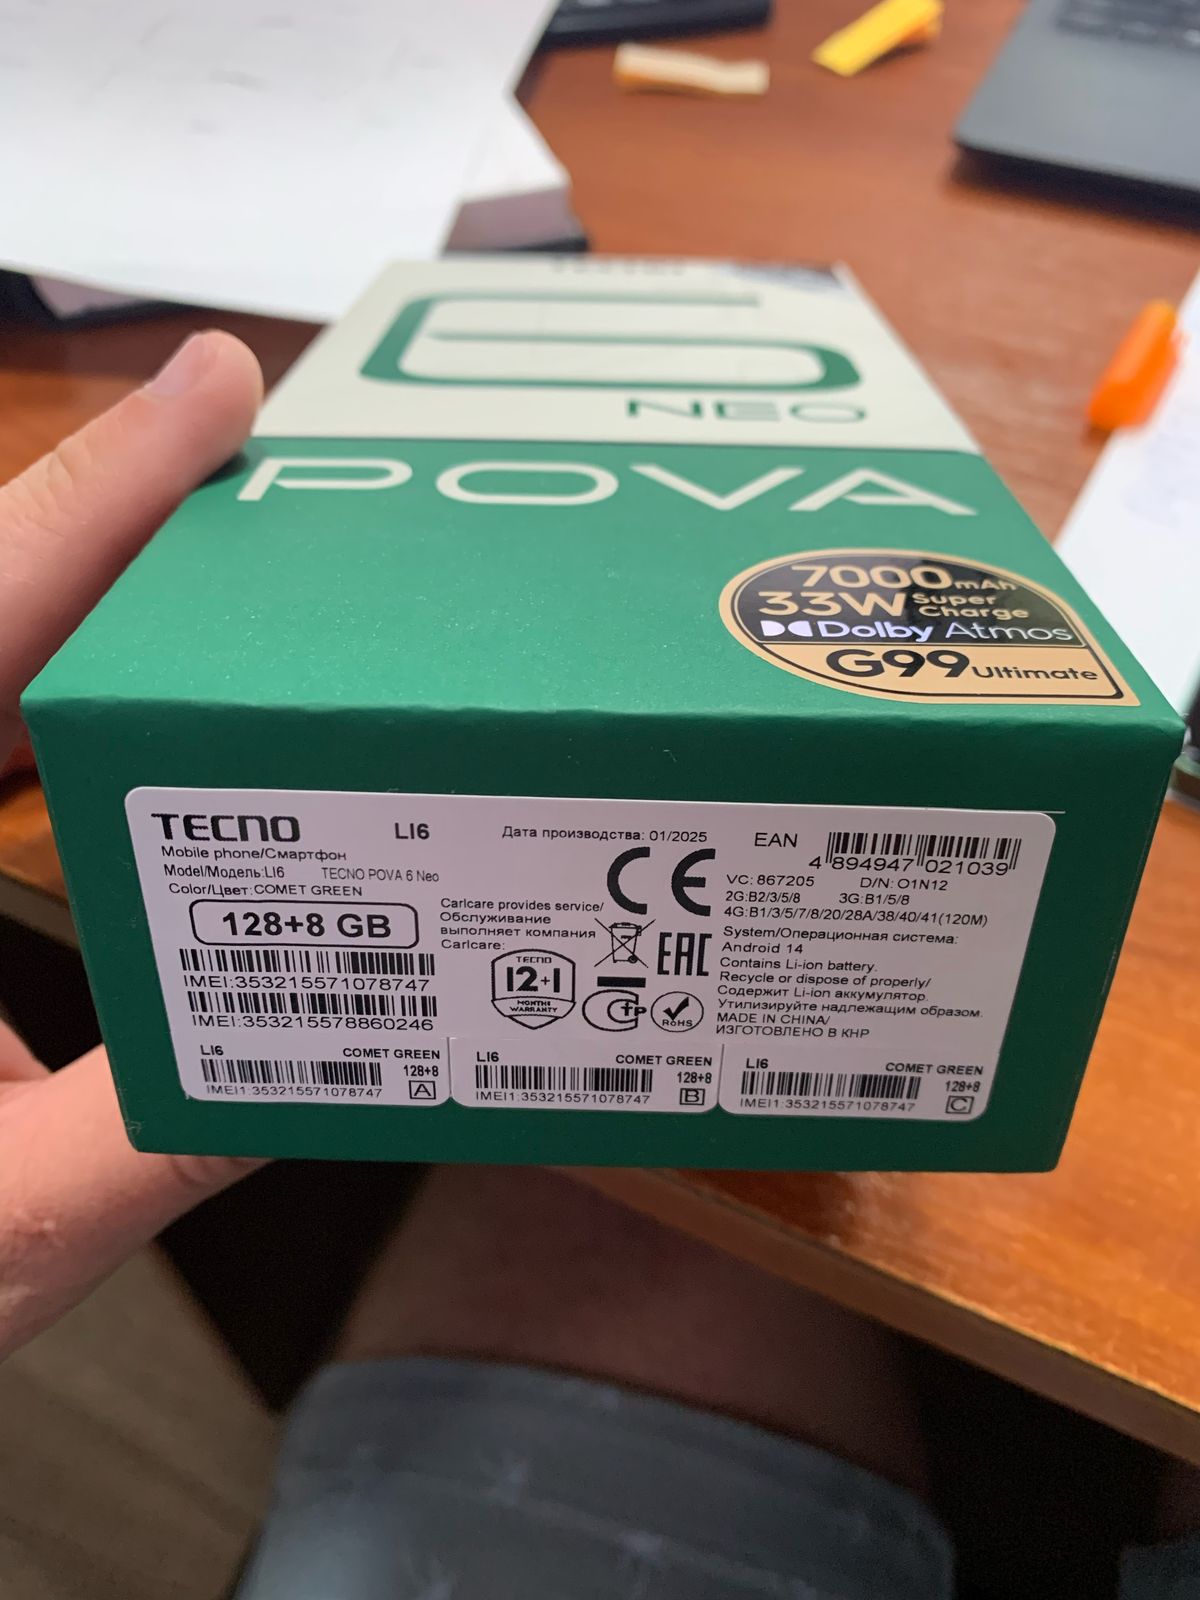 6
NEO
POVA
7000mAh
33W Super Charge
Dolby Atmos
G99 Ultimate
TECNO
LI6
Mobile phone/Смартфон
Model/Модель:LI6 TECNO POVA 6 Neo
Color/Цвет:COMET GREEN
128+8 GB
IMEI:353215571078747
IMEI:353215578860246
Дата производства: 01/2025
CE
Carlcare provides service/
Обслуживание
выполняет компания
Carlcare:
TECNO
12+1
MONTHS
WARRANTY
EAC
RoHS
EAN
4 894947 021039
VC: 867205 D/N: O1N12
2G:B2/3/5/8 3G:B1/5/8
4G:B1/3/5/7/8/20/28A/38/40/41(120M)
System/Операционная система:
Android 14
Contains Li-ion battery.
Recycle or dispose of properly/
Содержит Li-ion аккумулятор.
Утилизируйте надлежащим образом.
MADE IN CHINA/
ИЗГОТОВЛЕНО В КНР
LI6 COMET GREEN
128+8
IMEI1:353215571078747 A
LI6 COMET GREEN
128+8
IMEI1:353215571078747 B
LI6 COMET GREEN
128+8
IMEI1:353215571078747 C